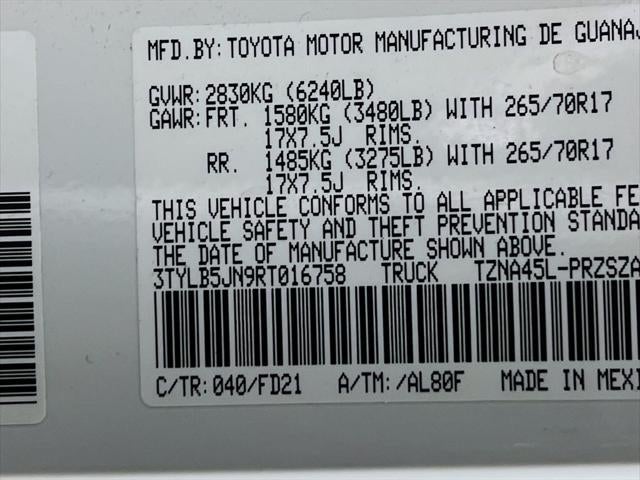 MFD.BY: TOYOTA MOTOR MANUFACTURING DE GUANAJ
GVWR: 2830KG (6240LB)
GAWR: FRT. 1580KG (3480LB) WITH 265/70R17
17X7.5J RIMS.
RR. 1485KG (3275LB) WITH 265/70R17
17X7.5J RIMS.
THIS VEHICLE CONFORMS TO ALL APPLICABLE FE
VEHICLE SAFETY AND THEFT PREVENTION STANDA
THE DATE OF MANUFACTURE SHOWN ABOVE.
3TYLB5JN9RT016758 TRUCK TZNA45L-PRZSZA
C/TR: 040/FD21 A/TM: /AL80F MADE IN MEXI